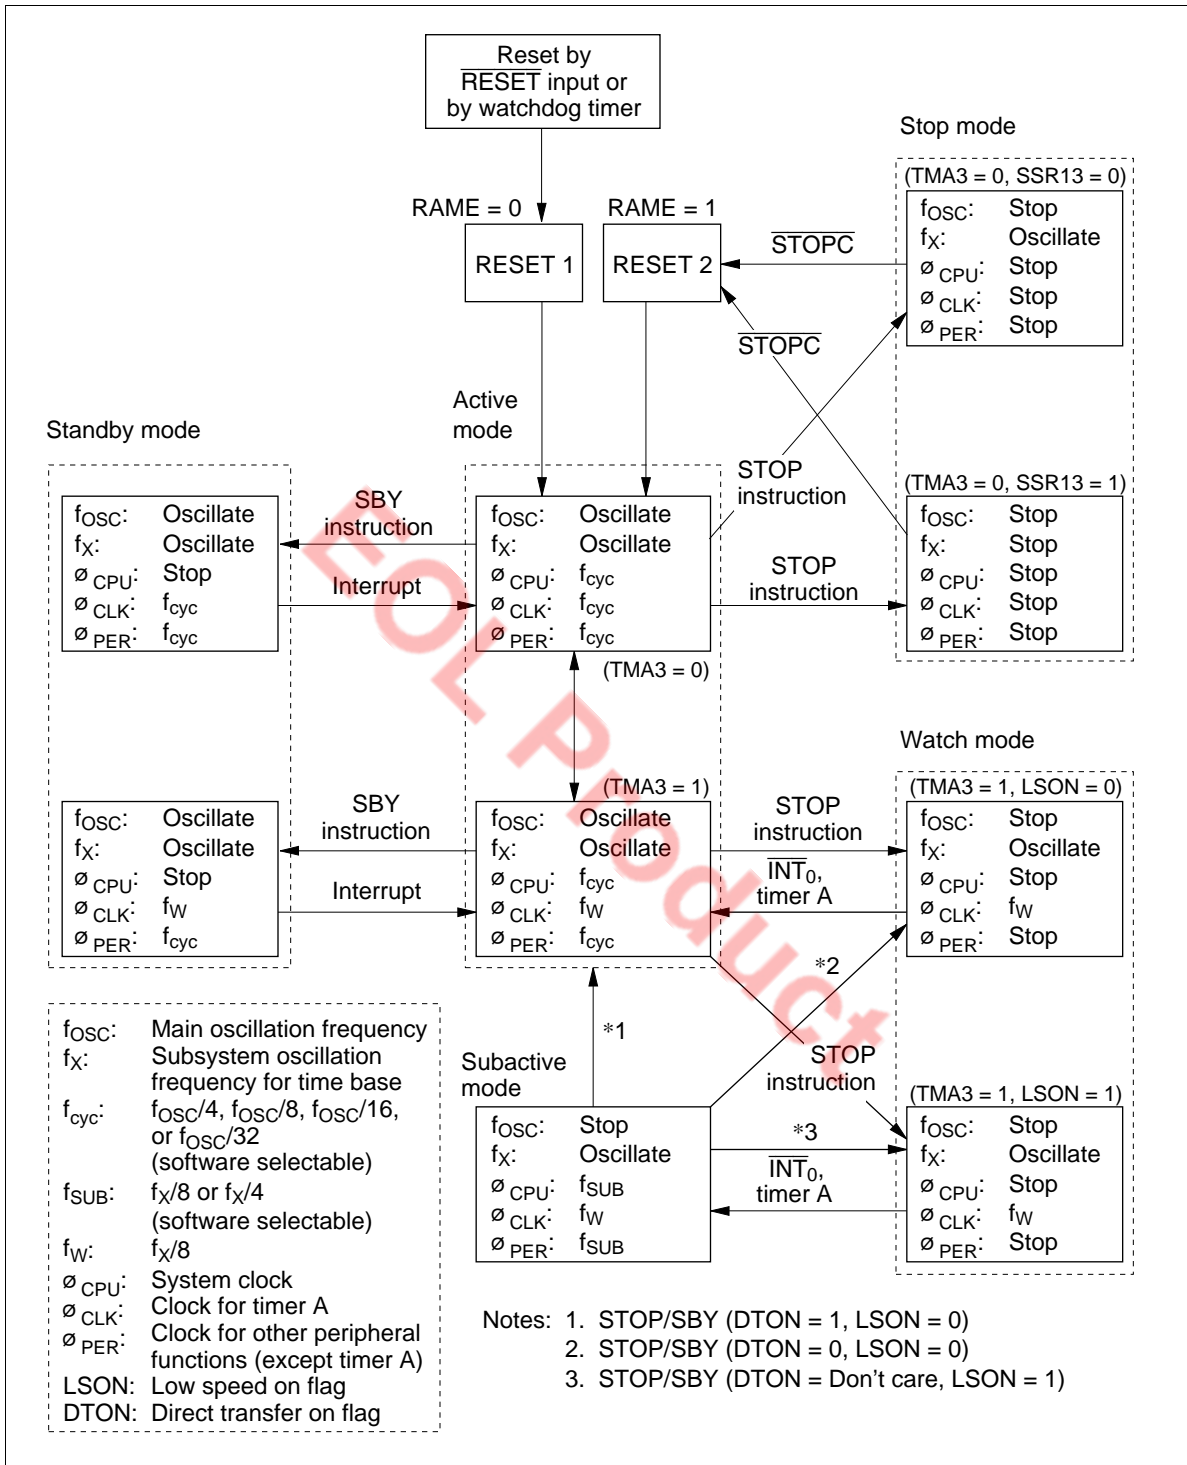 Reset by
RESET input or
by watchdog timer
Stop mode
(TMA3 = 0, SSR13 = 0)
RAME = 0
RAME = 1
RESET 1
RESET 2
STOPC
fOSC: Stop
fX: Oscillate
ø CPU: Stop
ø CLK: Stop
ø PER: Stop
STOPC
Active
mode
Standby mode
STOP
instruction
(TMA3 = 0, SSR13 = 1)
fOSC: Oscillate
fX: Oscillate
ø CPU: Stop
ø CLK: fcyc
ø PER: fcyc
SBY
instruction
Interrupt
fOSC: Oscillate
fX: Oscillate
ø CPU: fcyc
ø CLK: fcyc
ø PER: fcyc
(TMA3 = 0)
STOP
instruction
fOSC: Stop
fX: Stop
ø CPU: Stop
ø CLK: Stop
ø PER: Stop
EOL Product
Watch mode
(TMA3 = 1)
(TMA3 = 1, LSON = 0)
fOSC: Oscillate
fX: Oscillate
ø CPU: Stop
ø CLK: fW
ø PER: fcyc
SBY
instruction
Interrupt
fOSC: Oscillate
fX: Oscillate
ø CPU: fcyc
ø CLK: fW
ø PER: fcyc
STOP
instruction
INT0,
timer A
fOSC: Stop
fX: Oscillate
ø CPU: Stop
ø CLK: fW
ø PER: Stop
*2
*1
STOP
instruction
Subactive
mode
(TMA3 = 1, LSON = 1)
fOSC: Stop
fX: Oscillate
ø CPU: fSUB
ø CLK: fW
ø PER: fSUB
*3
INT0,
timer A
fOSC: Stop
fX: Oscillate
ø CPU: Stop
ø CLK: fW
ø PER: Stop
fOSC: Main oscillation frequency
fX: Subsystem oscillation
frequency for time base
fcyc: fOSC/4, fOSC/8, fOSC/16,
or fOSC/32
(software selectable)
fSUB: fX/8 or fX/4
(software selectable)
fW: fX/8
ø CPU: System clock
ø CLK: Clock for timer A
ø PER: Clock for other peripheral
functions (except timer A)
LSON: Low speed on flag
DTON: Direct transfer on flag
Notes: 1. STOP/SBY (DTON = 1, LSON = 0)
2. STOP/SBY (DTON = 0, LSON = 0)
3. STOP/SBY (DTON = Don't care, LSON = 1)